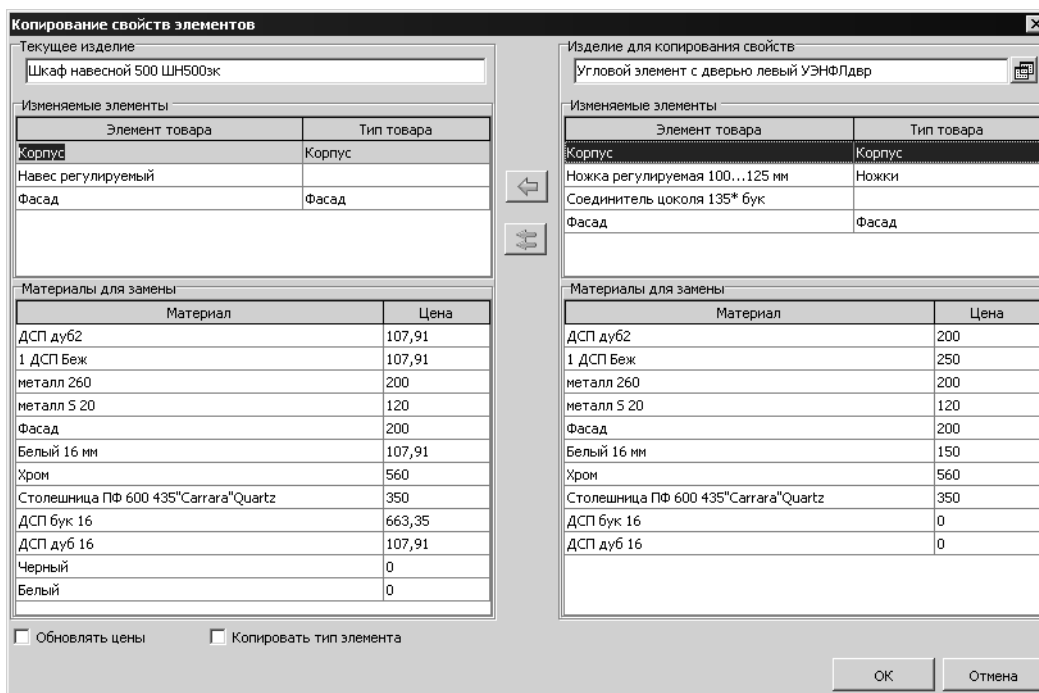 Копирование свойств элементов
Текущее изделие
Шкаф навесной 500 ШН500зк
Изменяемые элементы
Элемент товара Тип товара
Корпус Корпус
Навес регулируемый
Фасад Фасад
Материалы для замены
Материал Цена
ДСП дуб2 107,91
1 ДСП Беж 107,91
металл 260 200
металл S 20 120
Фасад 200
Белый 16 мм 107,91
Хром 560
Столешница ПФ 600 435"Carrara"Quartz 350
ДСП бук 16 663,35
ДСП дуб 16 107,91
Черный 0
Белый 0
Обновлять цены Копировать тип элемента
Изделие для копирования свойств
Угловой элемент с дверью левый УЭНФЛдвр
Изменяемые элементы
Элемент товара Тип товара
Корпус Корпус
Ножка регулируемая 100...125 мм Ножки
Соединитель цоколя 135* бук
Фасад Фасад
Материалы для замены
Материал Цена
ДСП дуб2 200
1 ДСП Беж 250
металл 260 200
металл S 20 120
Фасад 200
Белый 16 мм 150
Хром 560
Столешница ПФ 600 435"Carrara"Quartz 350
ДСП бук 16 0
ДСП дуб 16 0
ОК Отмена